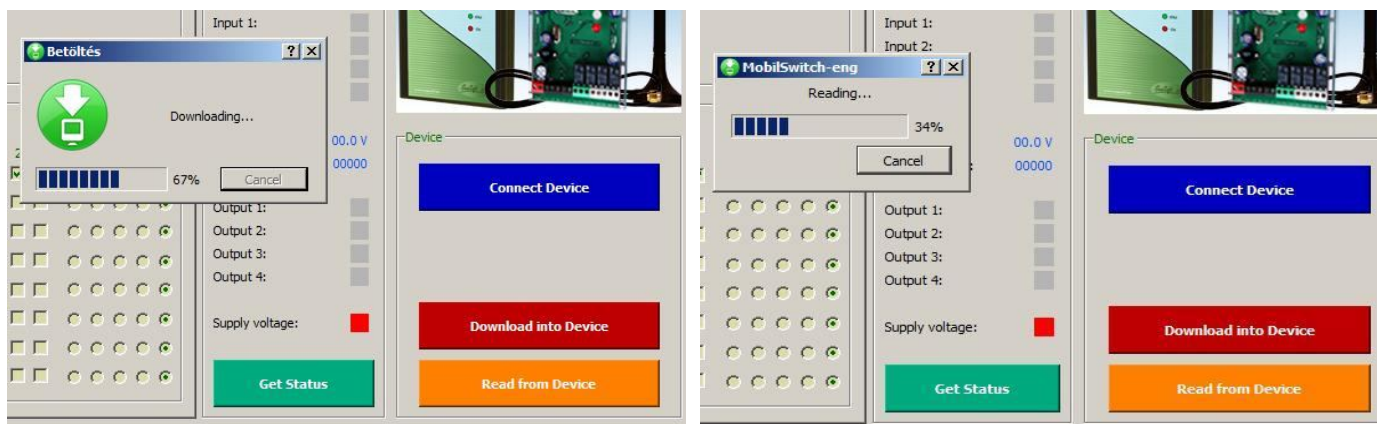 Input 1:
Betöltés
Downloading...
67%
Cancel
2
00.0 V
00000
Output 1:
Output 2:
Output 3:
Output 4:
Supply voltage:
Get Status
Device
Connect Device
Download into Device
Read from Device
Input 1:
Input 2:
MobilSwitch-eng
Reading...
34%
Cancel
00.0 V
: 00000
Output 1:
Output 2:
Output 3:
Output 4:
Supply voltage:
Get Status
Device
Connect Device
Download into Device
Read from Device